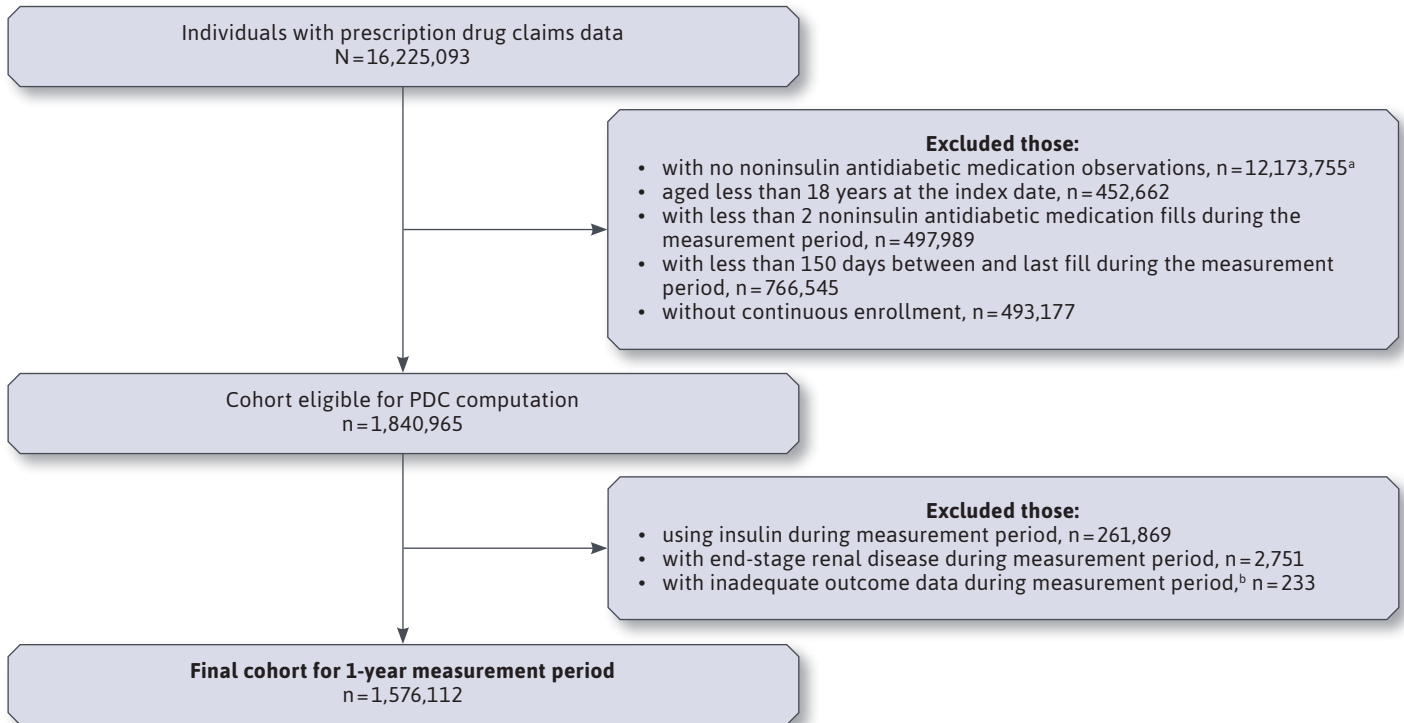 Individuals with prescription drug claims data
N=16,225,093
Excluded those:
• with no noninsulin antidiabetic medication observations, n=12,173,755ᵃ
• aged less than 18 years at the index date, n=452,662
• with less than 2 noninsulin antidiabetic medication fills during the
measurement period, n=497,989
• with less than 150 days between and last fill during the measurement
period, n=766,545
• without continuous enrollment, n=493,177
Cohort eligible for PDC computation
n=1,840,965
Excluded those:
• using insulin during measurement period, n=261,869
• with end-stage renal disease during measurement period, n=2,751
• with inadequate outcome data during measurement period,ᵇ n=233
Final cohort for 1-year measurement period
n=1,576,112